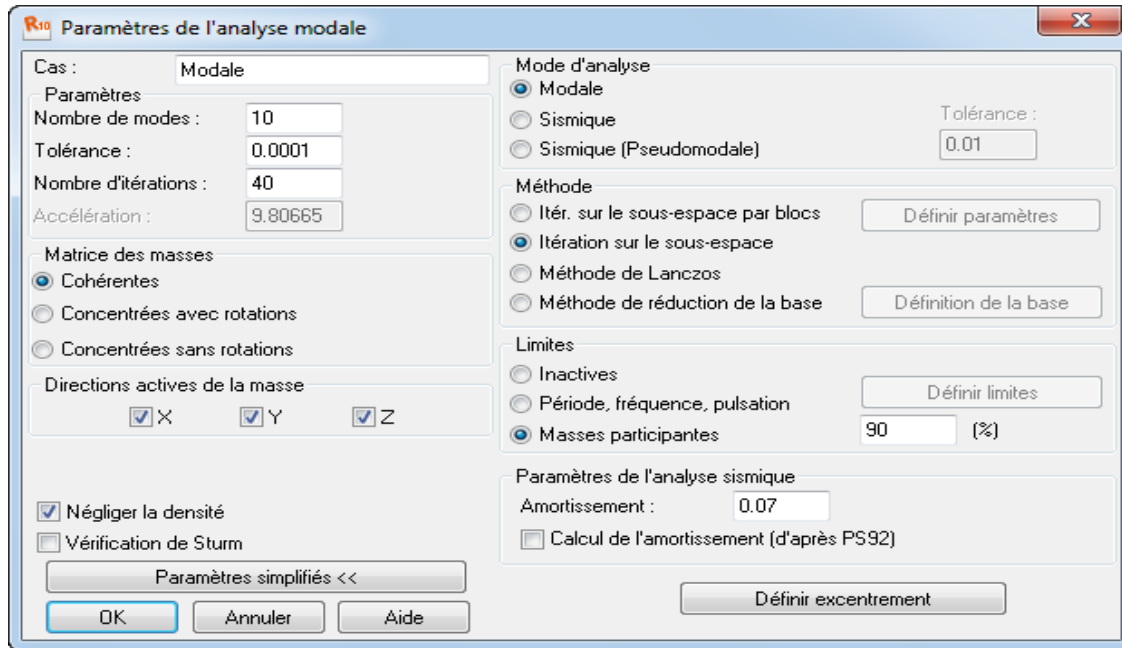 R10 Paramètres de l'analyse modale
Cas : Modale
Paramètres
Nombre de modes : 10
Tolérance : 0.0001
Nombre d'itérations : 40
Accélération : 9.80665
Matrice des masses
Cohérentes
Concentrées avec rotations
Concentrées sans rotations
Directions actives de la masse
X Y Z
Négliger la densité
Vérification de Sturm
Paramètres simplifiés <<
OK Annuler Aide
Mode d'analyse
Modale
Sismique
Sismique (Pseudomodale)
Tolérance :
0.01
Méthode
Itér. sur le sous-espace par blocs Définir paramètres
Itération sur le sous-espace
Méthode de Lanczos
Méthode de réduction de la base Définition de la base
Limites
Inactives
Définir limites
Période, fréquence, pulsation
Masses participantes 90 (%)
Paramètres de l'analyse sismique
Amortissement : 0.07
Calcul de l'amortissement (d'après PS92)
Définir excentrement